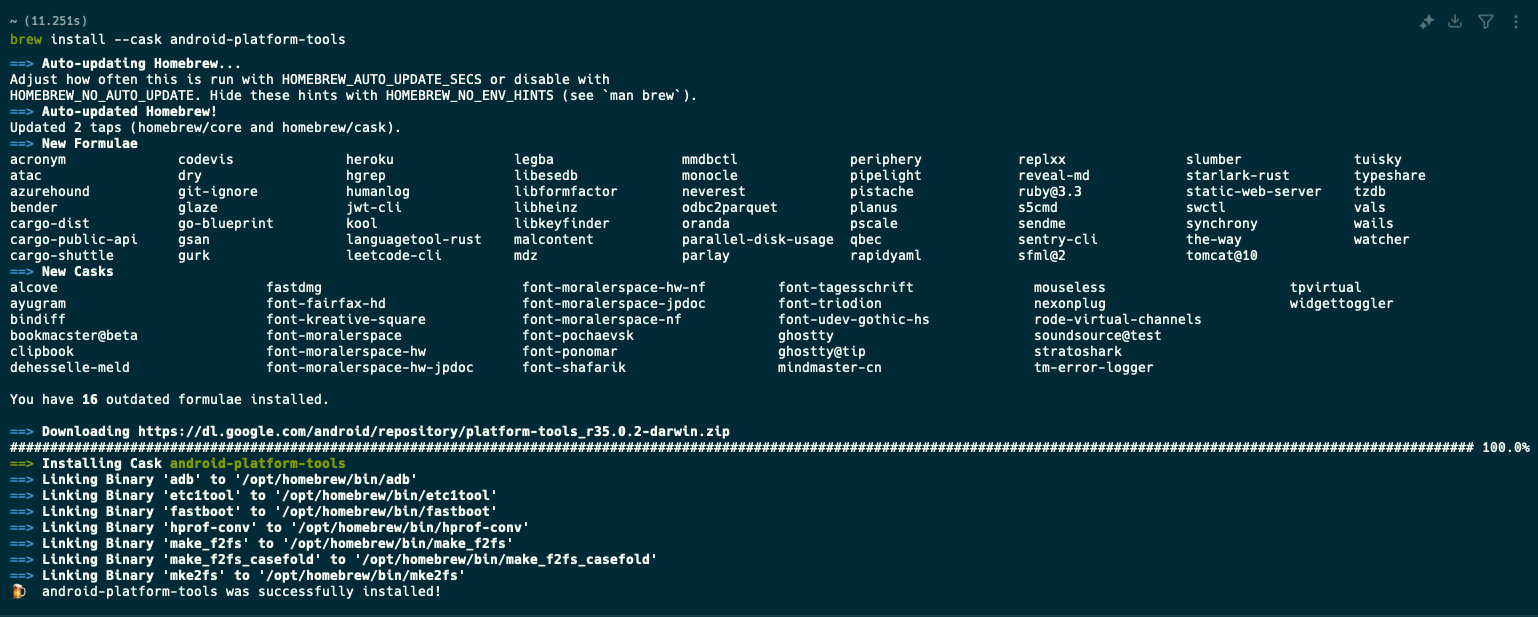 ~ (11.251s)
brew install --cask android-platform-tools
==> Auto-updating Homebrew...
Adjust how often this is run with HOMEBREW_AUTO_UPDATE_SECS or disable with
HOMEBREW_NO_AUTO_UPDATE. Hide these hints with HOMEBREW_NO_ENV_HINTS (see `man brew`).
==> Auto-updated Homebrew!
Updated 2 taps (homebrew/core and homebrew/cask).
==> New Formulae
acronym codevis heroku legba mmdbctl periphery replxx slumber tuisky
atac dry hgrep libesedb monocle pipelight reveal-md starlark-rust typeshare
azurehound git-ignore humanlog libformfactor neverest pistache ruby@3.3 static-web-server tzdb
bender glaze jwt-cli libheinz odbc2parquet planus s5cmd swctl vals
cargo-dist go-blueprint kool libkeyfinder oranda pscale sendme synchrony wails
cargo-public-api gsan languagetool-rust malcontent parallel-disk-usage qbec sentry-cli the-way watcher
cargo-shuttle gurk leetcode-cli mdz parlay rapidyaml sfml@2 tomcat@10
==> New Casks
alcove fastdmg font-moralerspace-hw-nf font-tagesschrift mouseless tpvirtual
ayugram font-fairfax-hd font-moralerspace-jpdoc font-triodion nexonplug widgettoggler
bindiff font-kreative-square font-moralerspace-nf font-udev-gothic-hs rode-virtual-channels
bookmacster@beta font-moralerspace font-pochaevsk ghostty soundsource@test
clipbook font-moralerspace-hw font-ponomar ghostty@tip stratoshark
dehesselle-meld font-moralerspace-hw-jpdoc font-shafarik mindmaster-cn tm-error-logger
You have 16 outdated formulae installed.
==> Downloading https://dl.google.com/android/repository/platform-tools_r35.0.2-darwin.zip
####################################################################################################################################################################################### 100.0%
==> Installing Cask android-platform-tools
==> Linking Binary 'adb' to '/opt/homebrew/bin/adb'
==> Linking Binary 'etc1tool' to '/opt/homebrew/bin/etc1tool'
==> Linking Binary 'fastboot' to '/opt/homebrew/bin/fastboot'
==> Linking Binary 'hprof-conv' to '/opt/homebrew/bin/hprof-conv'
==> Linking Binary 'make_f2fs' to '/opt/homebrew/bin/make_f2fs'
==> Linking Binary 'make_f2fs_casefold' to '/opt/homebrew/bin/make_f2fs_casefold'
==> Linking Binary 'mke2fs' to '/opt/homebrew/bin/mke2fs'
🍺 android-platform-tools was successfully installed!